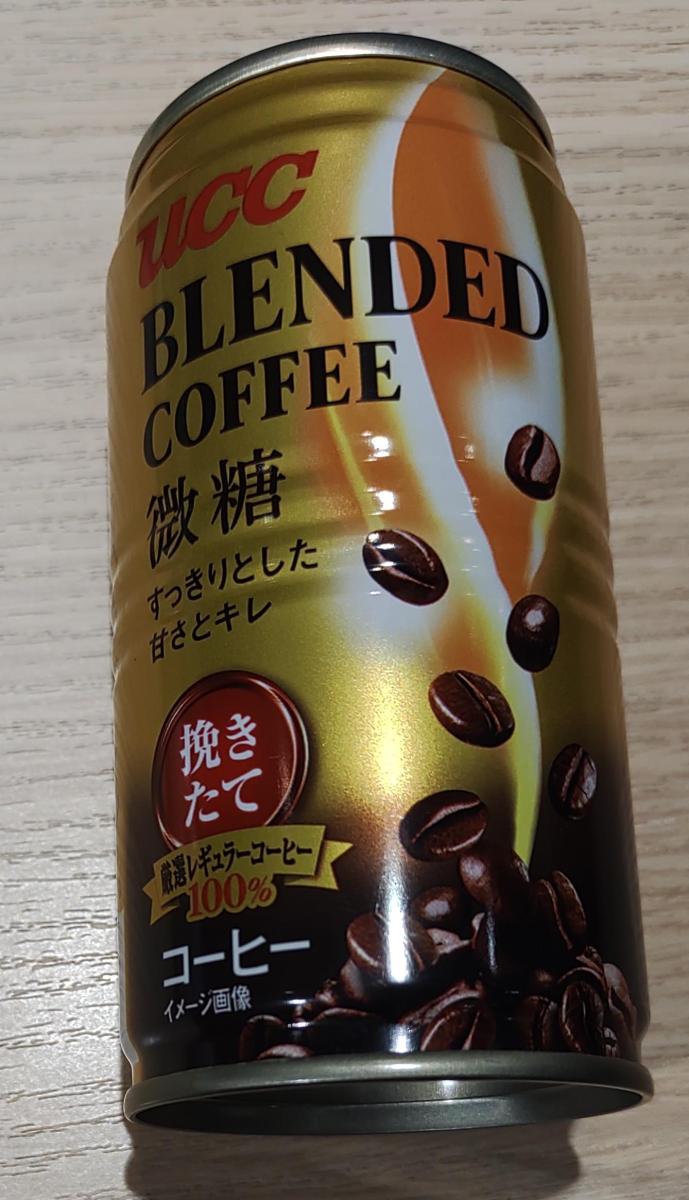 UCC
BLENDED
COFFEE
微糖
すっきりとした
甘さとキレ
挽き
たて
厳選レギュラーコーヒー
100%
コーヒー
イメージ画像